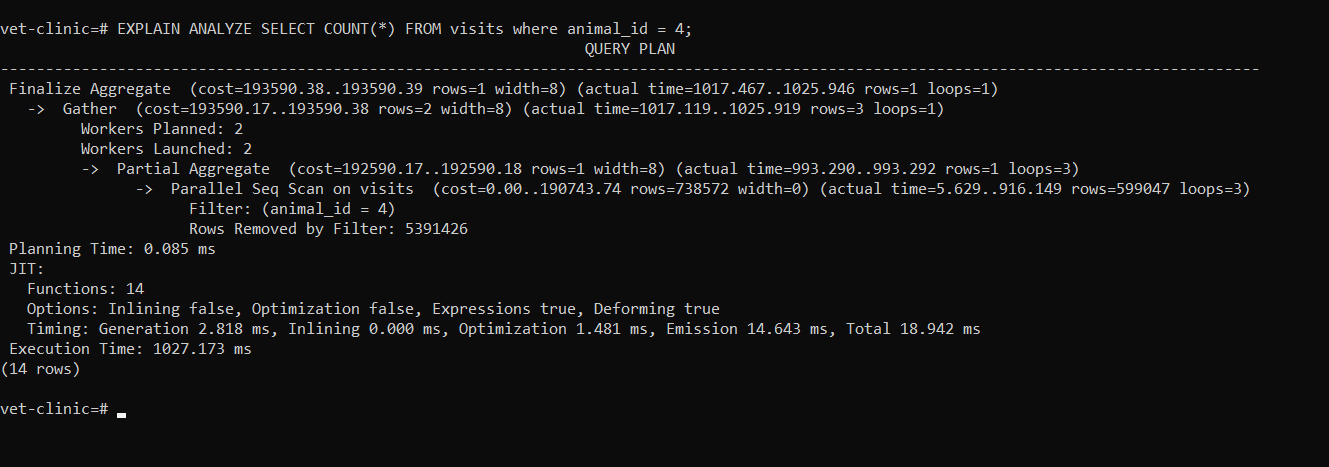 vet-clinic=# EXPLAIN ANALYZE SELECT COUNT(*) FROM visits where animal_id = 4;
QUERY PLAN
--------------------------------------------------------------------------------------------------------------------------------------------
Finalize Aggregate  (cost=193590.38..193590.39 rows=1 width=8) (actual time=1017.467..1025.946 rows=1 loops=1)
  ->  Gather  (cost=193590.17..193590.38 rows=2 width=8) (actual time=1017.119..1025.919 rows=3 loops=1)
        Workers Planned: 2
        Workers Launched: 2
        ->  Partial Aggregate  (cost=192590.17..192590.18 rows=1 width=8) (actual time=993.290..993.292 rows=1 loops=3)
              ->  Parallel Seq Scan on visits  (cost=0.00..190743.74 rows=738572 width=0) (actual time=5.629..916.149 rows=599047 loops=3)
                    Filter: (animal_id = 4)
                    Rows Removed by Filter: 5391426
Planning Time: 0.085 ms
JIT:
  Functions: 14
  Options: Inlining false, Optimization false, Expressions true, Deforming true
  Timing: Generation 2.818 ms, Inlining 0.000 ms, Optimization 1.481 ms, Emission 14.643 ms, Total 18.942 ms
Execution Time: 1027.173 ms
(14 rows)
vet-clinic=#